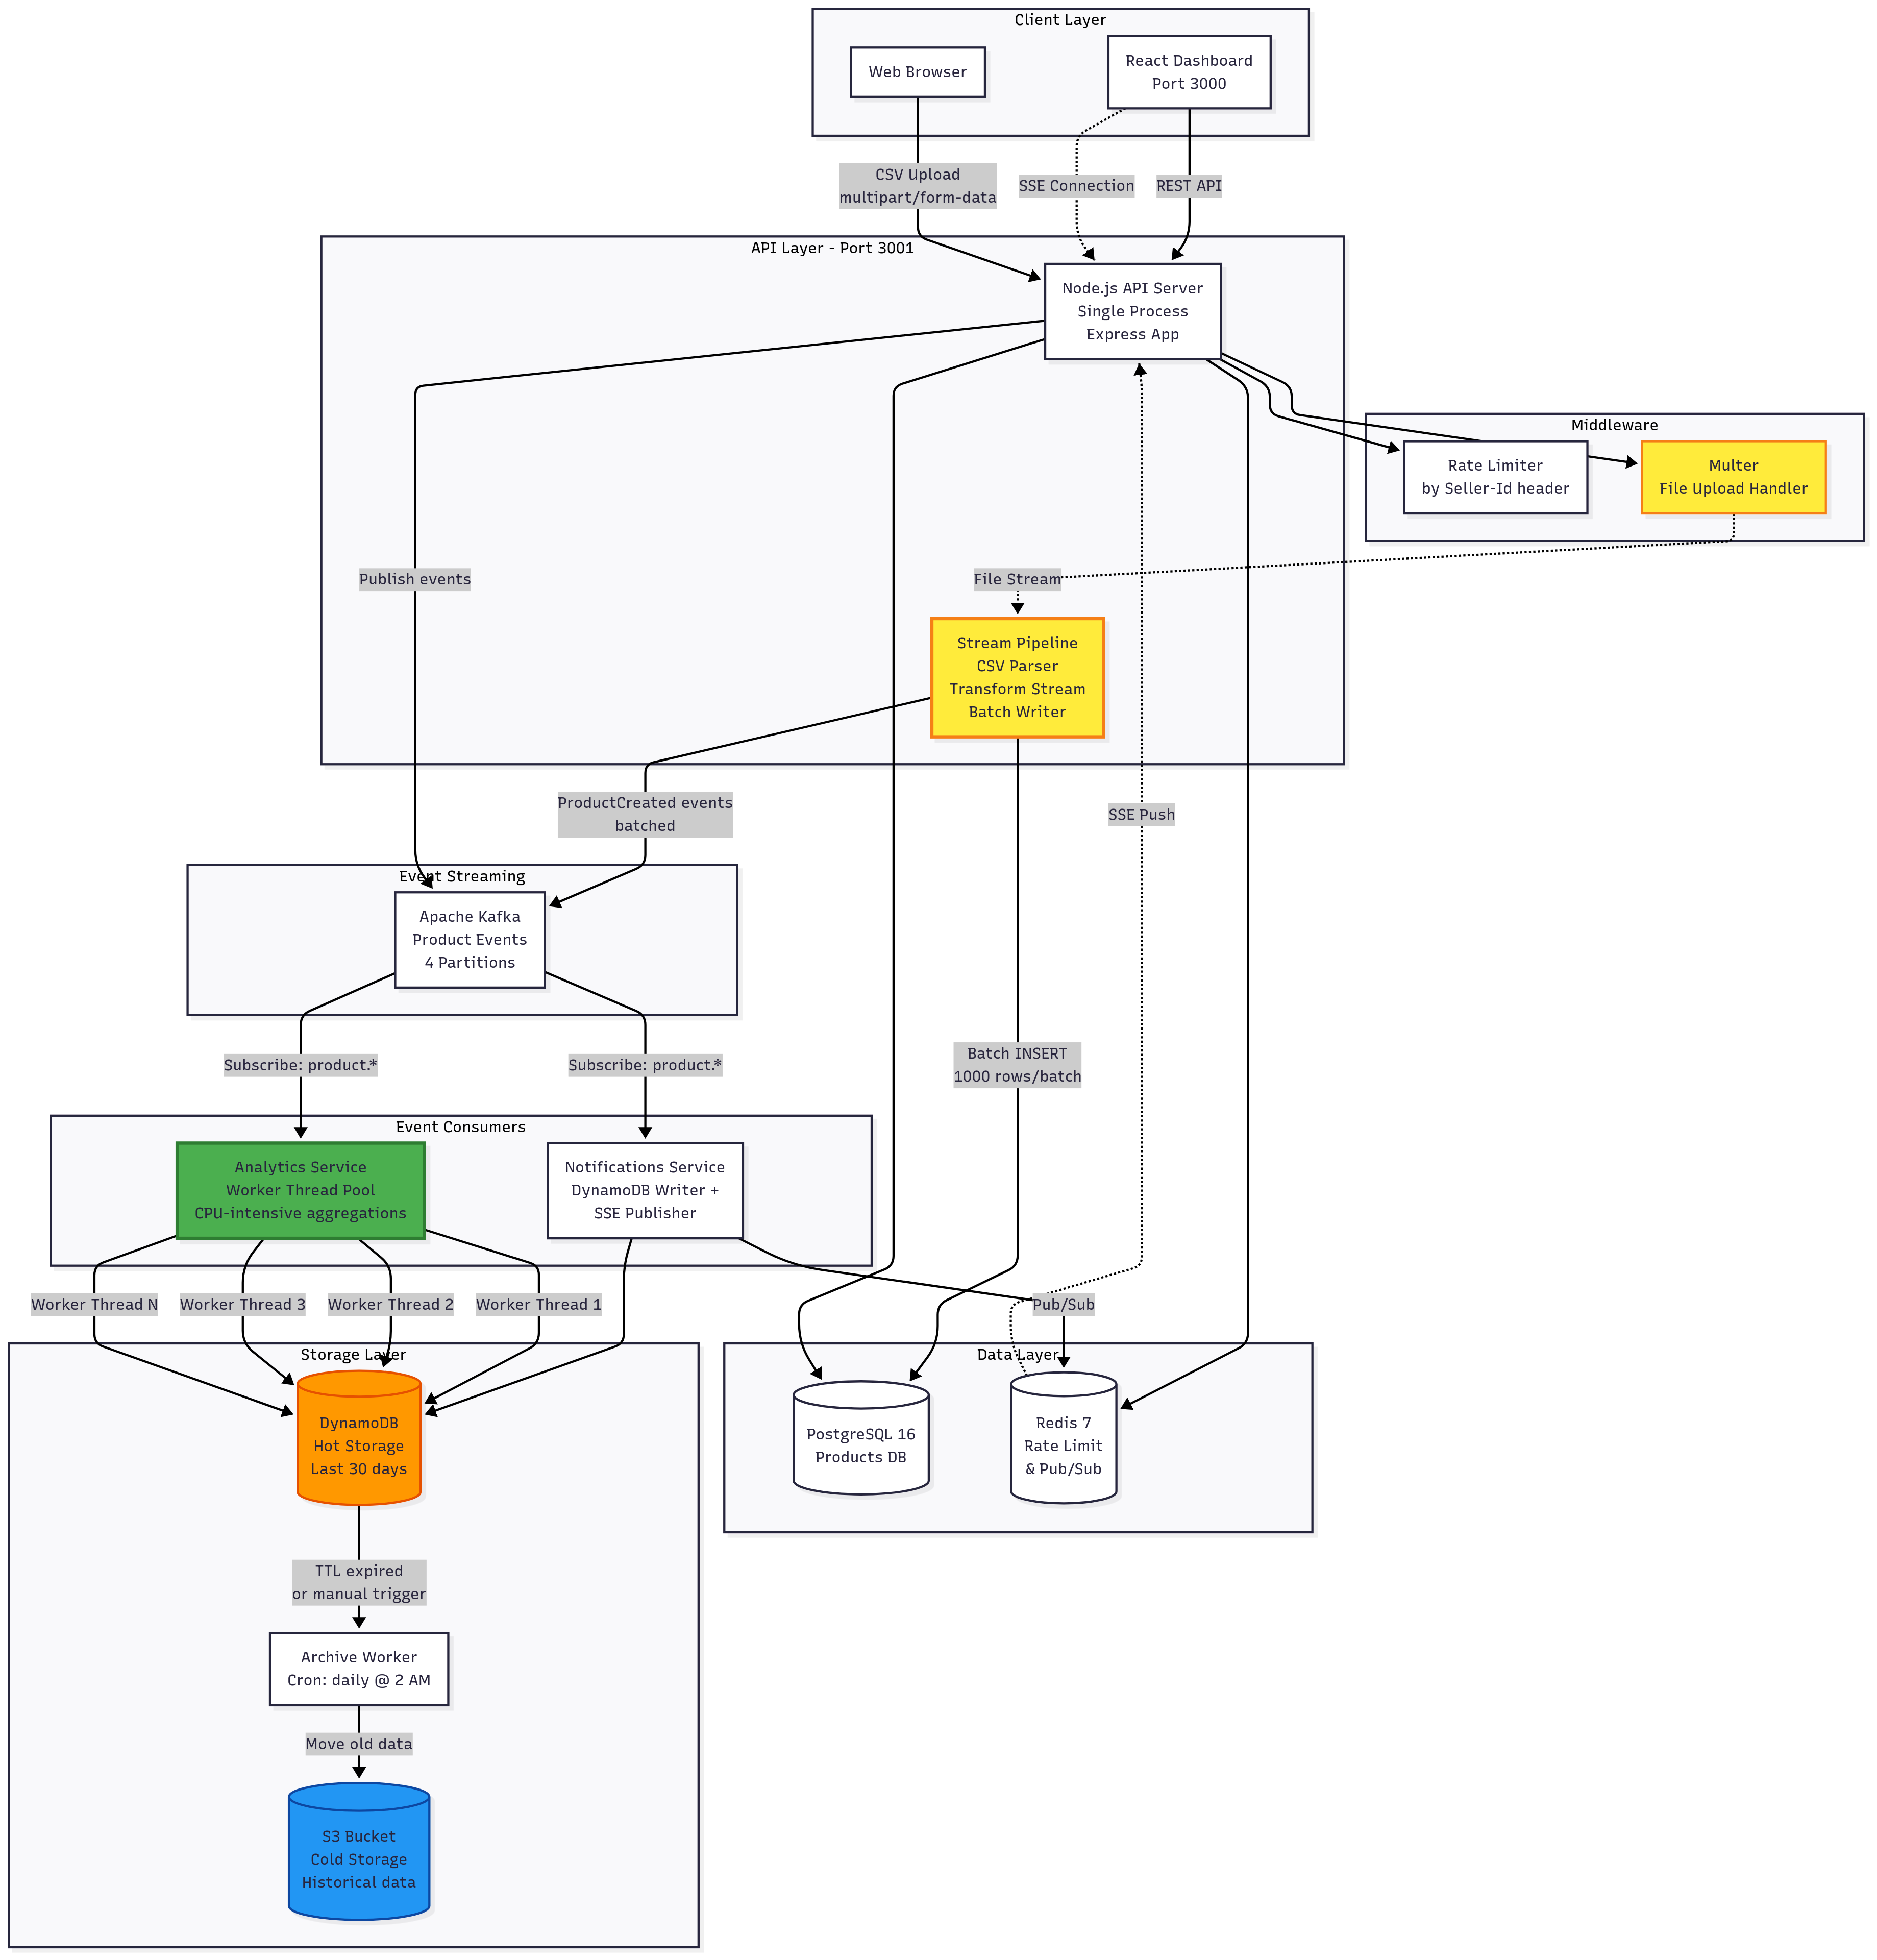 Client Layer
Web Browser
React Dashboard
Port 3000
CSV Upload
multipart/form-data
SSE Connection
REST API
API Layer - Port 3001
Node.js API Server
Single Process
Express App
Middleware
Rate Limiter
by Seller-Id header
Multer
File Upload Handler
Publish events
File Stream
Stream Pipeline
CSV Parser
Transform Stream
Batch Writer
ProductCreated events
batched
SSE Push
Event Streaming
Apache Kafka
Product Events
4 Partitions
Subscribe: product.*
Subscribe: product.*
Batch INSERT
1000 rows/batch
Event Consumers
Analytics Service
Worker Thread Pool
CPU-intensive aggregations
Notifications Service
DynamoDB Writer +
SSE Publisher
Worker Thread N
Worker Thread 3
Worker Thread 2
Worker Thread 1
Pub/Sub
Storage Layer
Data Layer
DynamoDB
Hot Storage
Last 30 days
PostgreSQL 16
Products DB
Redis 7
Rate Limit
& Pub/Sub
TTL expired
or manual trigger
Archive Worker
Cron: daily @ 2 AM
Move old data
S3 Bucket
Cold Storage
Historical data